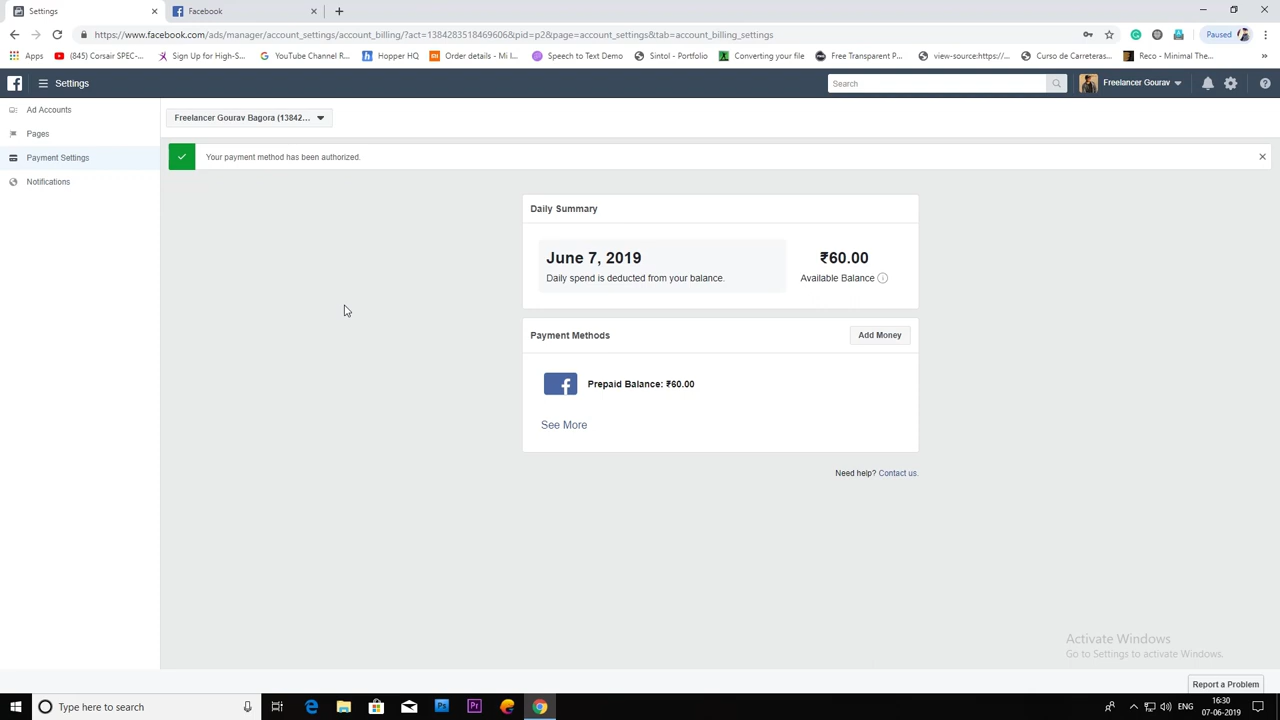 Settings
Facebook
https://www.facebook.com/ads/manager/account_settings/account_billing/?act=1384283518469606&pid=p2&page=account_settings&tab=account_billing_settings
Paused
Apps
(845) Corsair SPEC-...
Sign Up for High-S...
YouTube Channel R...
Hopper HQ
Order details - Mi I...
Speech to Text Demo
Sintol - Portfolio
Converting your file
Free Transparent P...
view-source:https://...
Curso de Carreteras...
Reco - Minimal The...
Settings
Search
Freelancer Gourav
Ad Accounts
Pages
Payment Settings
Notifications
Freelancer Gourav Bagora (13842...
Your payment method has been authorized.
Daily Summary
June 7, 2019
Daily spend is deducted from your balance.
₹60.00
Available Balance
Payment Methods
Add Money
Prepaid Balance: ₹60.00
See More
Need help? Contact us.
Activate Windows
Go to Settings to activate Windows.
Report a Problem
Type here to search
ENG
16:30
07-06-2019